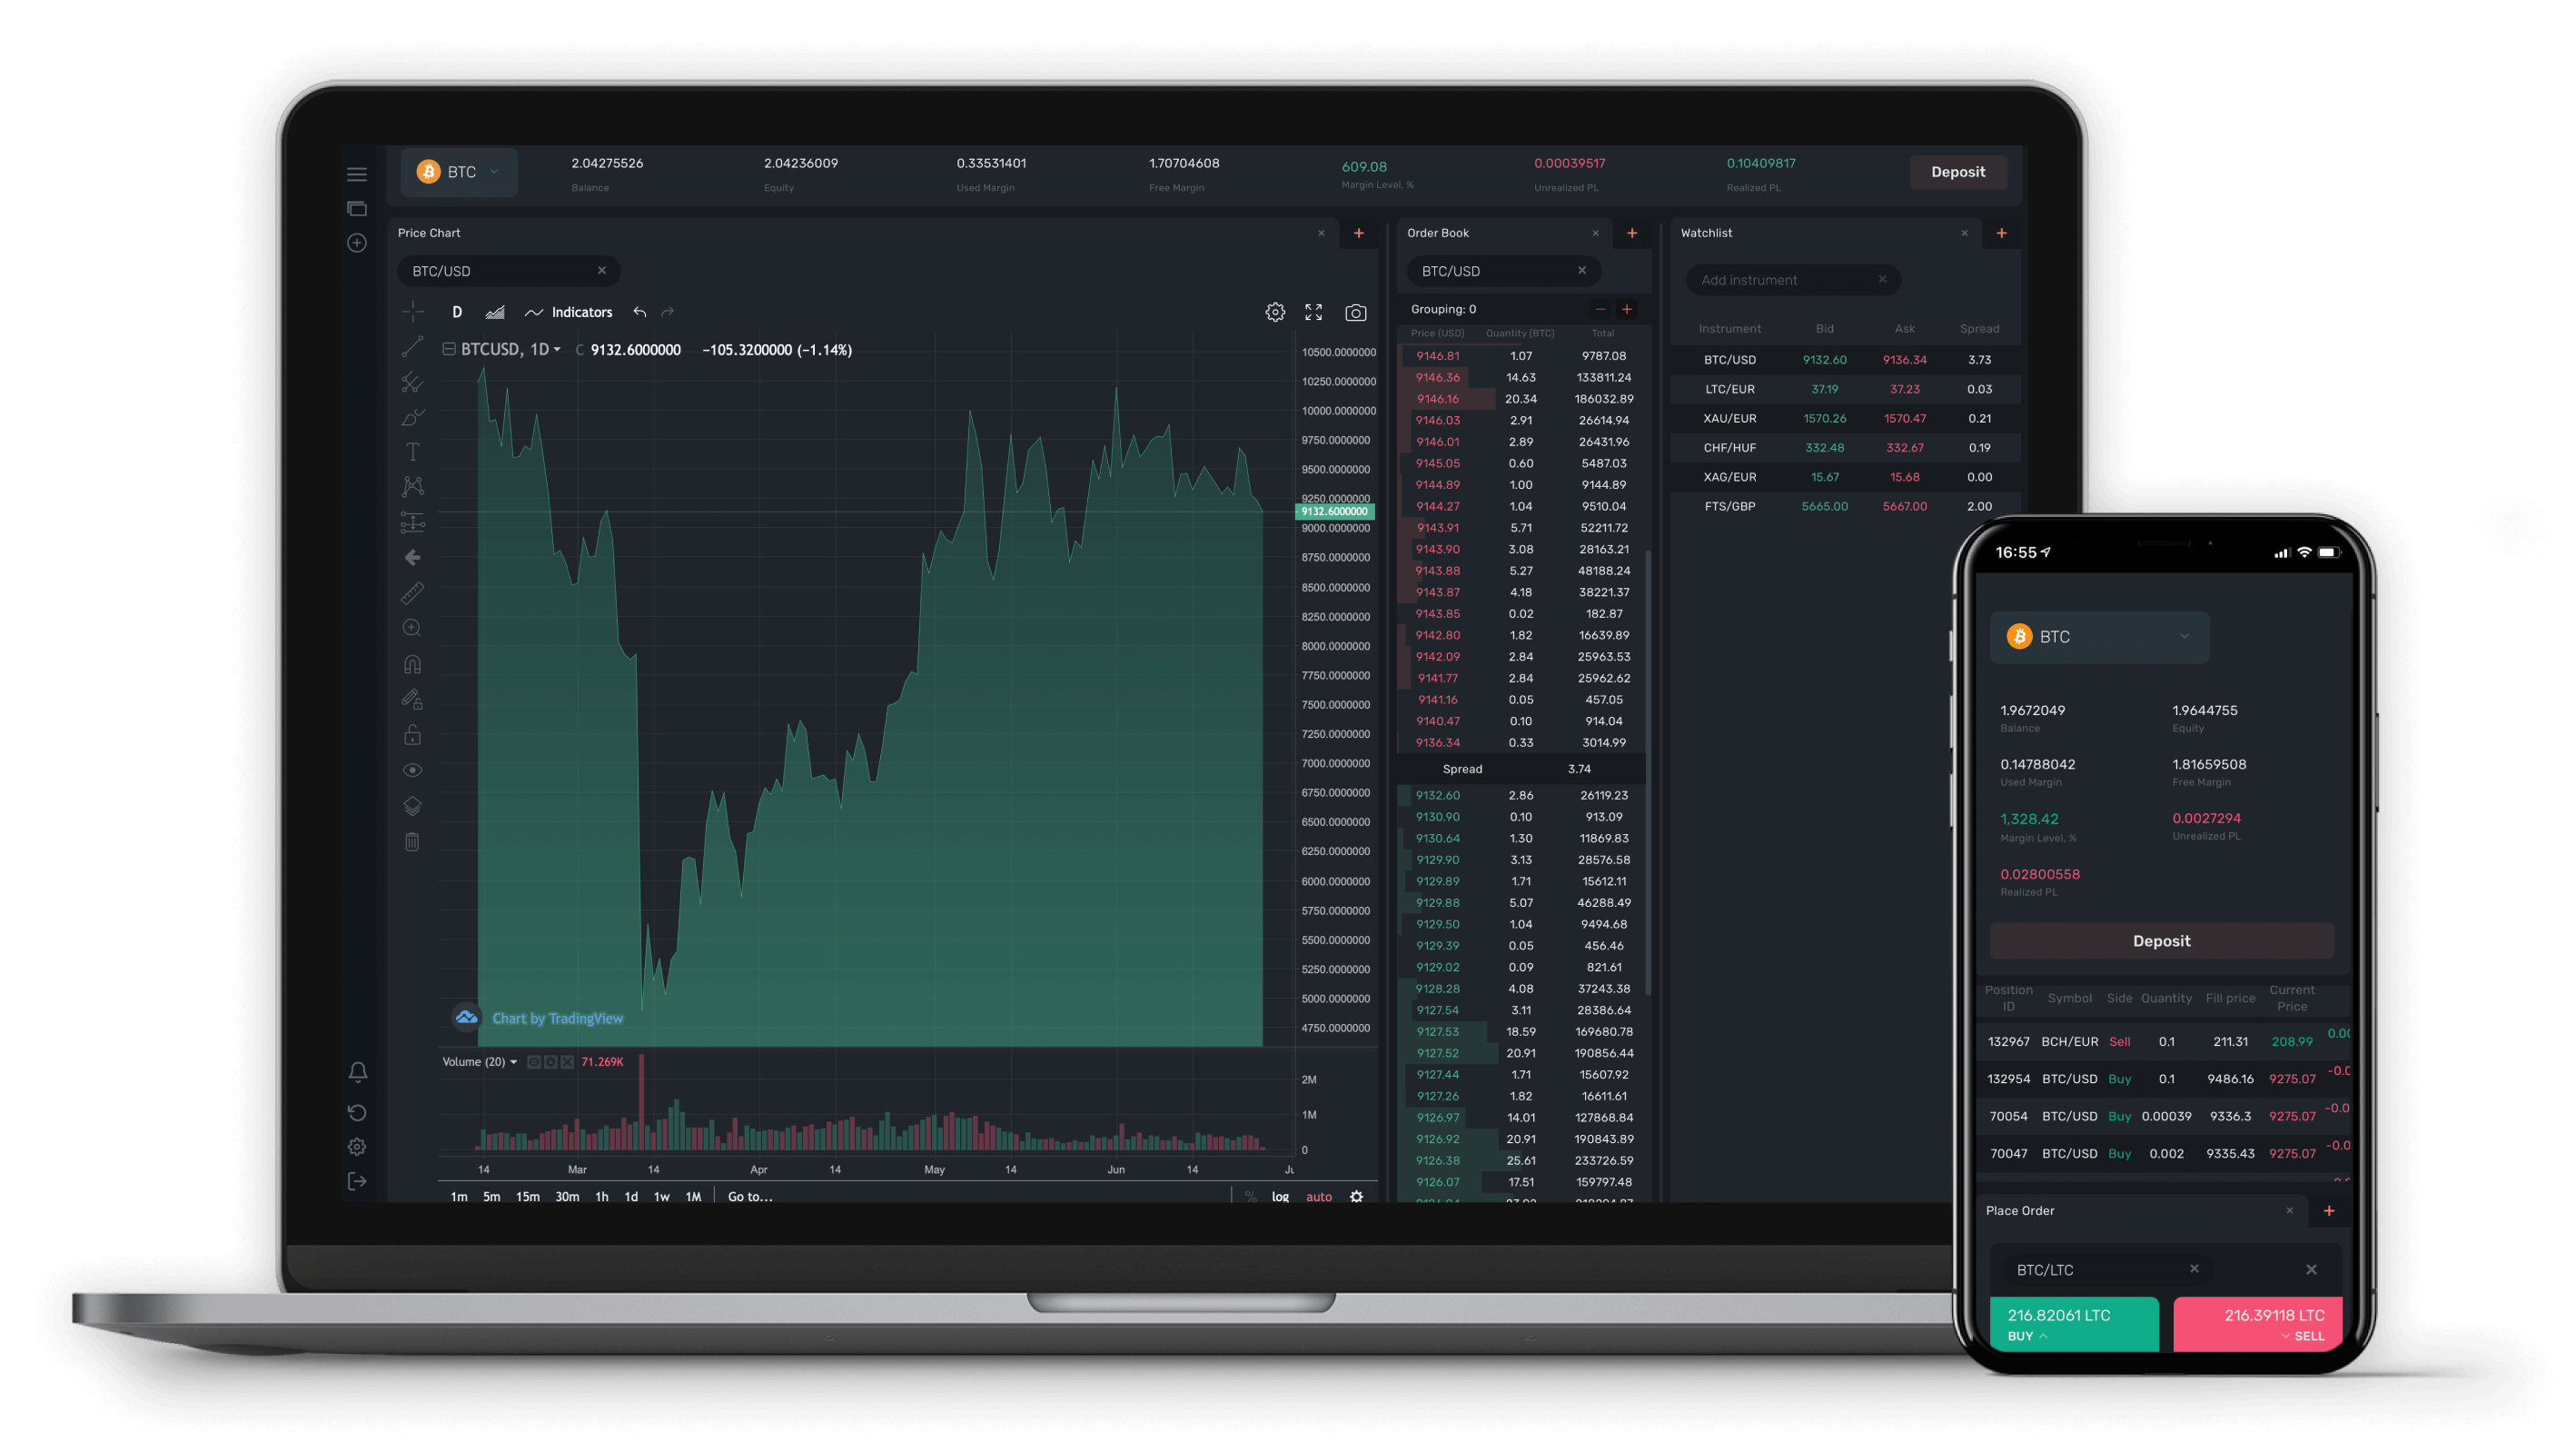 BTC
2.04275526 2.04236009 0.33531401 1.70704608 609.08 0.00039517 0.10409817
Balance Equity Used Margin Free Margin Margin Level, % Unrealized PL Realized PL
Deposit
Price Chart
BTC/USD
D Indicators
BTCUSD, 1D C 9132.6000000 −105.3200000 (−1.14%)
10500.0000000
10250.0000000
10000.0000000
9750.0000000
9500.0000000
9250.0000000
9132.6000000
9000.0000000
8750.0000000
8500.0000000
8250.0000000
8000.0000000
7750.0000000
7500.0000000
7250.0000000
7000.0000000
6750.0000000
6500.0000000
6250.0000000
6000.0000000
5750.0000000
5500.0000000
5250.0000000
5000.0000000
4750.0000000
Chart by TradingView
Volume (20) 71.269K
2M
1M
0
14 Mar 14 Apr 14 May 14 Jun 14
1m 5m 15m 30m 1h 1d 1w 1M Go to... % log auto
Order Book
BTC/USD
Grouping: 0
Price (USD) Quantity (BTC) Total
9146.81 1.07 9787.08
9146.36 14.63 133811.24
9146.16 20.34 186032.89
9146.03 2.91 26614.94
9146.01 2.89 26431.96
9145.05 0.60 5487.03
9144.89 1.00 9144.89
9144.27 1.04 9510.04
9143.91 5.71 52211.72
9143.90 3.08 28163.21
9143.88 5.27 48188.24
9143.87 4.18 38221.37
9143.85 0.02 182.87
9142.80 1.82 16639.89
9142.09 2.84 25963.53
9141.77 2.84 25962.62
9141.16 0.05 457.05
9140.47 0.10 914.04
9136.34 0.33 3014.99
Spread 3.74
9132.60 2.86 26119.23
9130.90 0.10 913.09
9130.64 1.30 11869.83
9129.90 3.13 28576.58
9129.89 1.71 15612.11
9129.88 5.07 46288.49
9129.50 1.04 9494.68
9129.39 0.05 456.46
9129.02 0.09 821.61
9128.28 4.08 37243.38
9127.54 3.11 28386.64
9127.53 18.59 169680.78
9127.52 20.91 190856.44
9127.44 1.71 15607.92
9127.26 1.82 16611.61
9126.97 14.01 127868.84
9126.92 20.91 190843.89
9126.38 25.61 233726.59
9126.07 17.51 159797.48
Watchlist
Add instrument
Instrument Bid Ask Spread
BTC/USD 9132.60 9136.34 3.73
LTC/EUR 37.19 37.23 0.03
XAU/EUR 1570.26 1570.47 0.21
CHF/HUF 332.48 332.67 0.19
XAG/EUR 15.67 15.68 0.00
FTS/GBP 5665.00 5667.00 2.00
16:55
BTC
1.9672049 1.9644755
Balance Equity
0.14788042 1.81659508
Used Margin Free Margin
1,328.42 0.0027294
Margin Level, % Unrealized PL
0.02800558
Realized PL
Deposit
Position ID Symbol Side Quantity Fill price Current Price
132967 BCH/EUR Sell 0.1 211.31 208.99
132954 BTC/USD Buy 0.1 9486.16 9275.07
70054 BTC/USD Buy 0.00039 9336.3 9275.07
70047 BTC/USD Buy 0.002 9335.43 9275.07
Place Order
BTC/LTC
216.82061 LTC 216.39118 LTC
BUY SELL